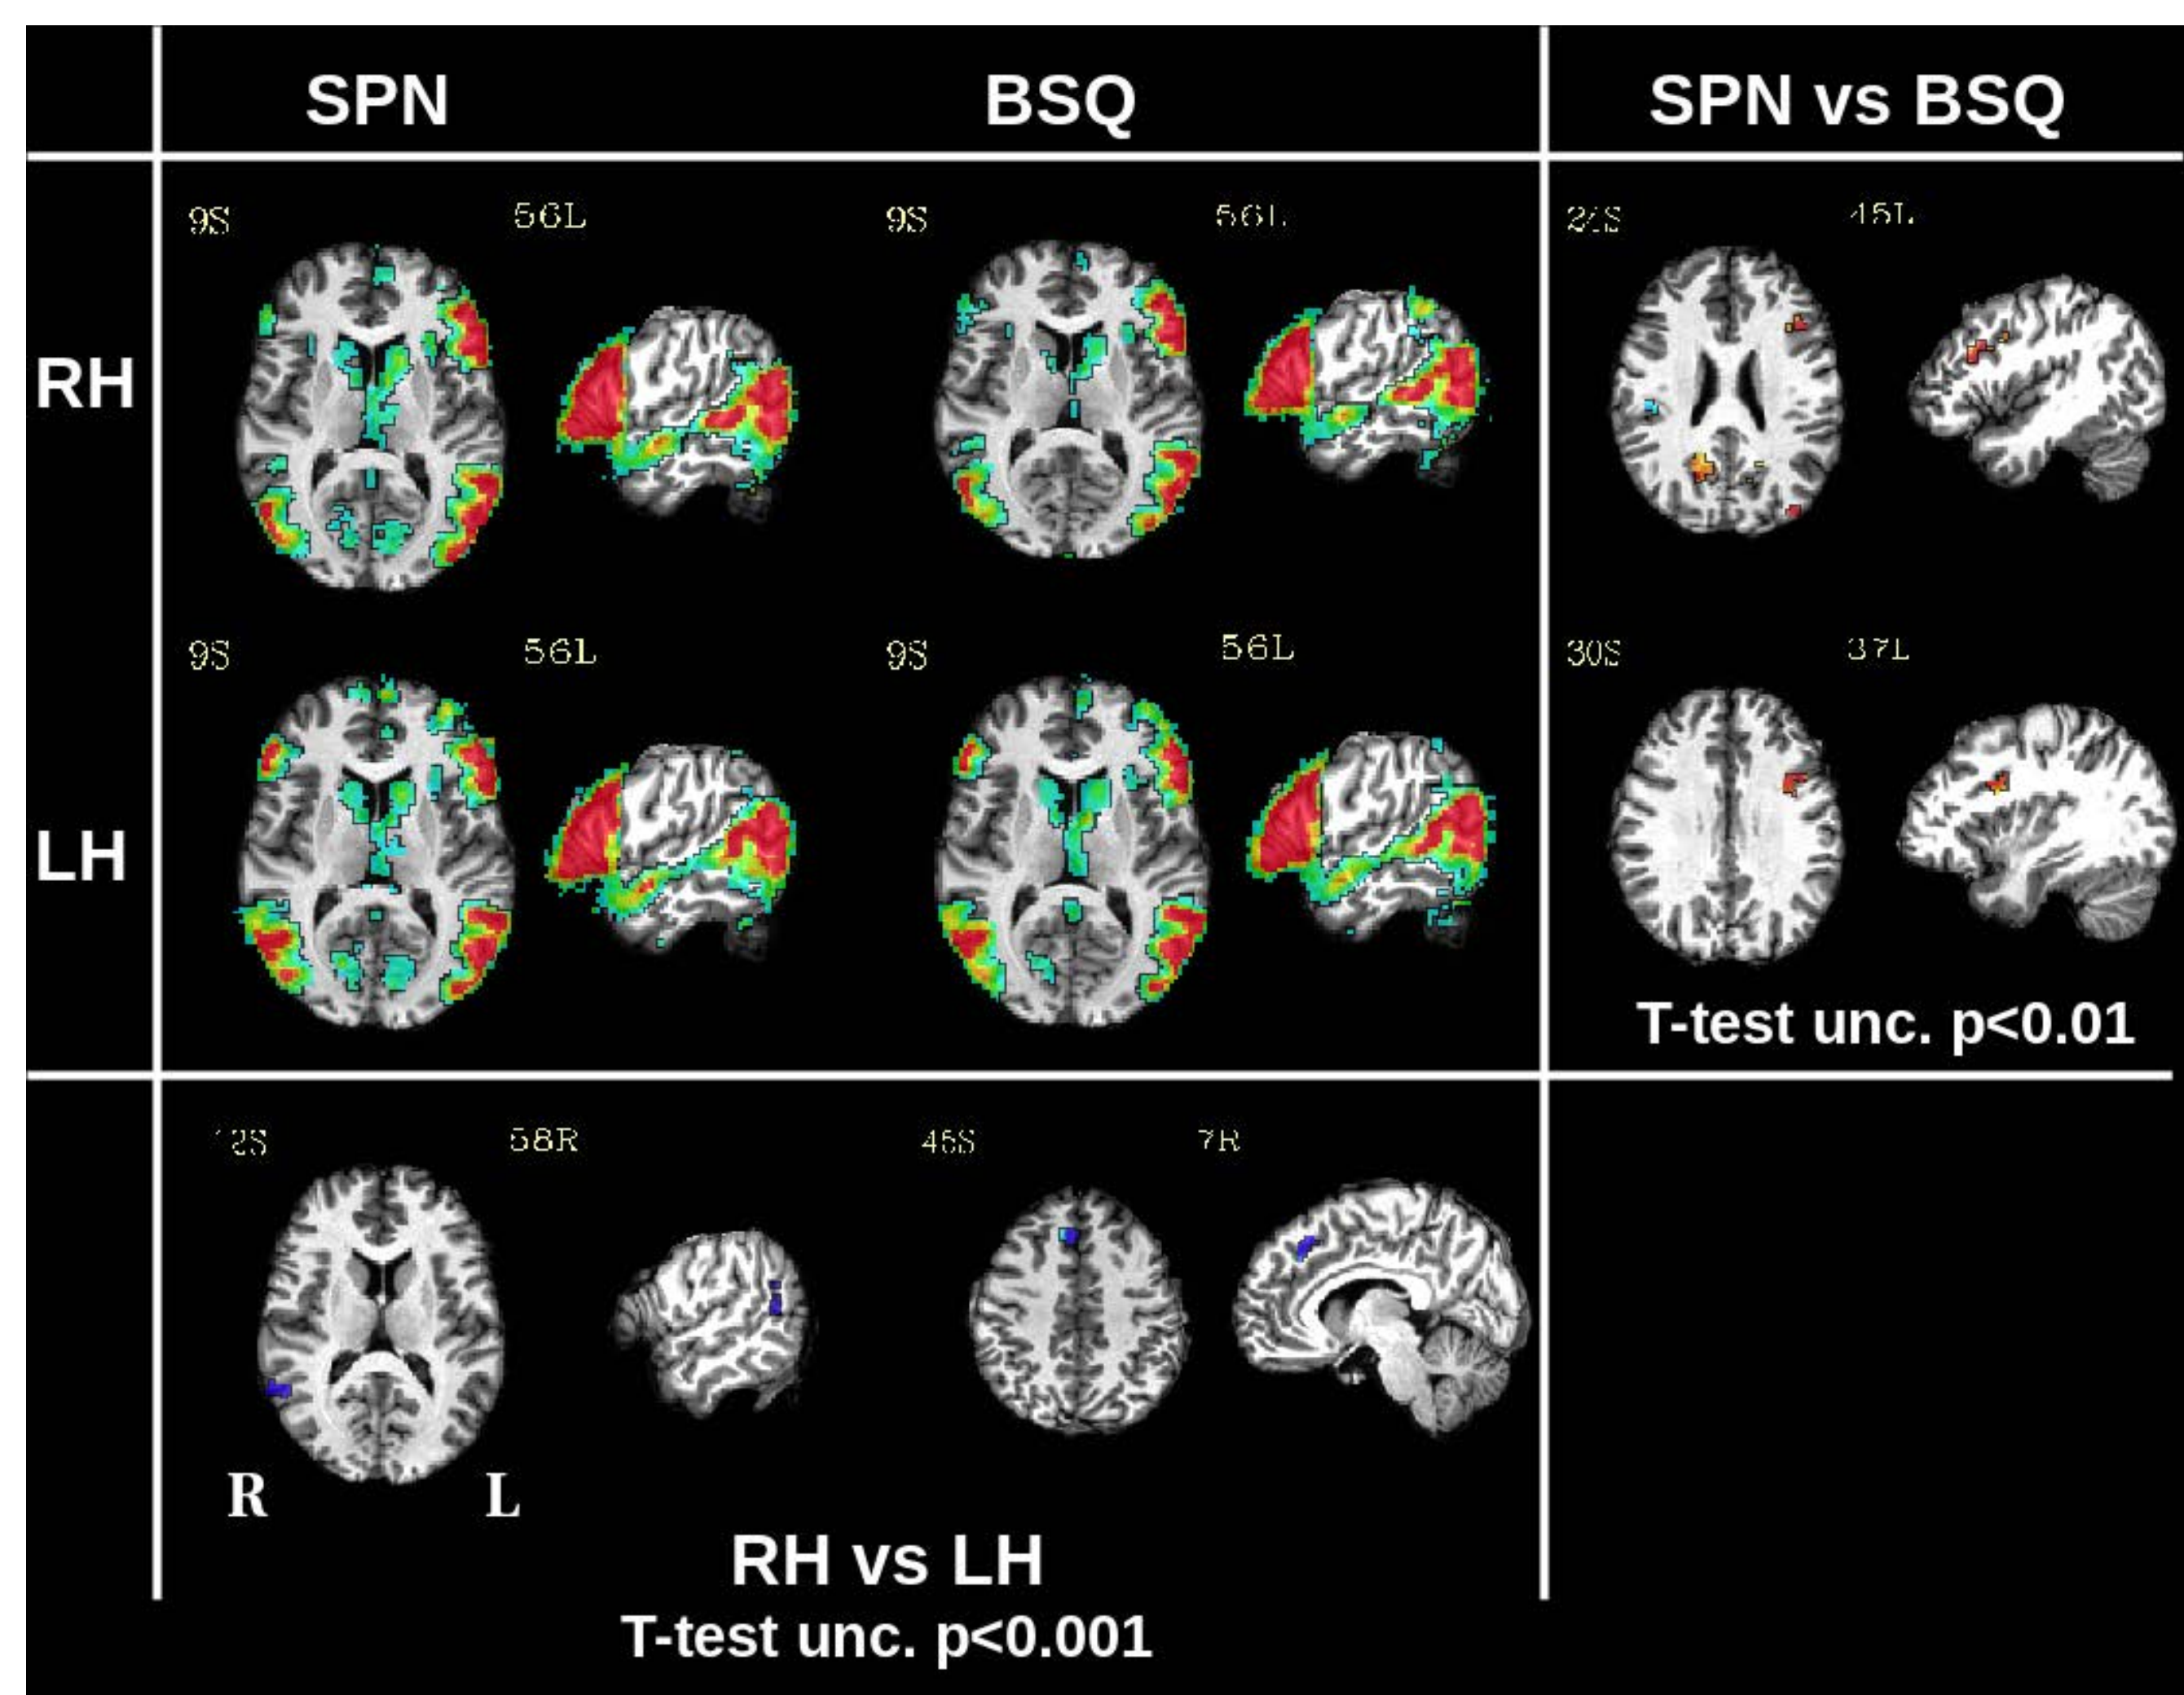 SPN BSQ SPN vs BSQ
RH
9S 56L 9S 56L 45L
LH
9S 56L 9S 56L 30S 37L
T-test unc. p<0.01
58R 7R
R L
RH vs LH
T-test unc. p<0.001